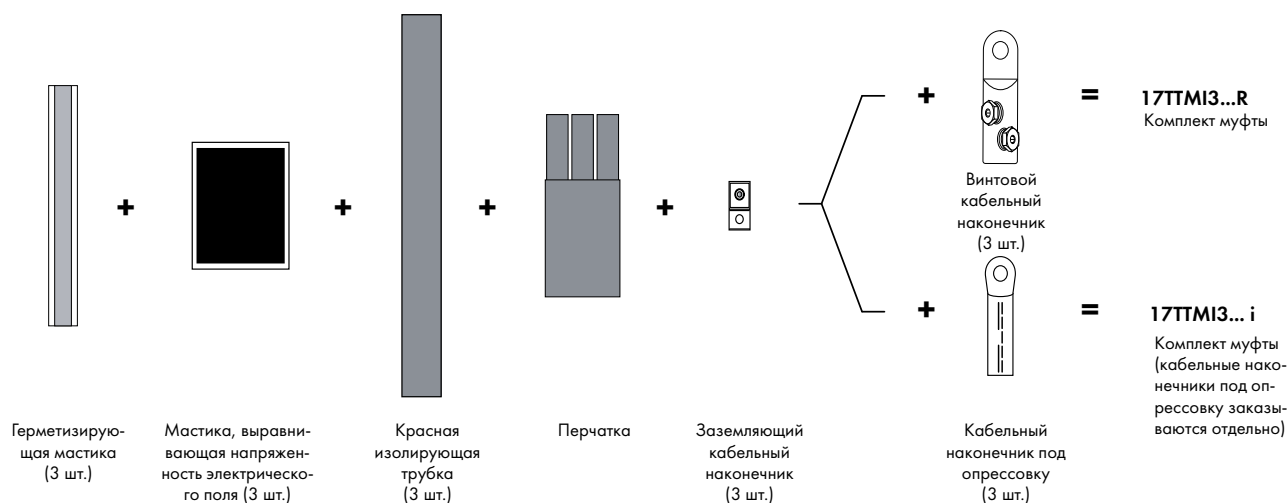 +
=
17TTMI3...R
Комплект муфты
Винтовой
кабельный
наконечник
(3 шт.)
+
+
+
+
+
=
17TTMI3... i
Комплект муфты
(кабельные нако-
нечники под оп-
рессовку заказы-
ваются отдельно)
Герметизирую-
щая мастика
(3 шт.)
Мастика, выравни-
вающая напряжен-
ность электрическо-
го поля (3 шт.)
Красная
изолирующая
трубка
(3 шт.)
Перчатка
Заземляющий
кабельный
наконечник
(3 шт.)
Кабельный
наконечник под
опрессовку
(3 шт.)